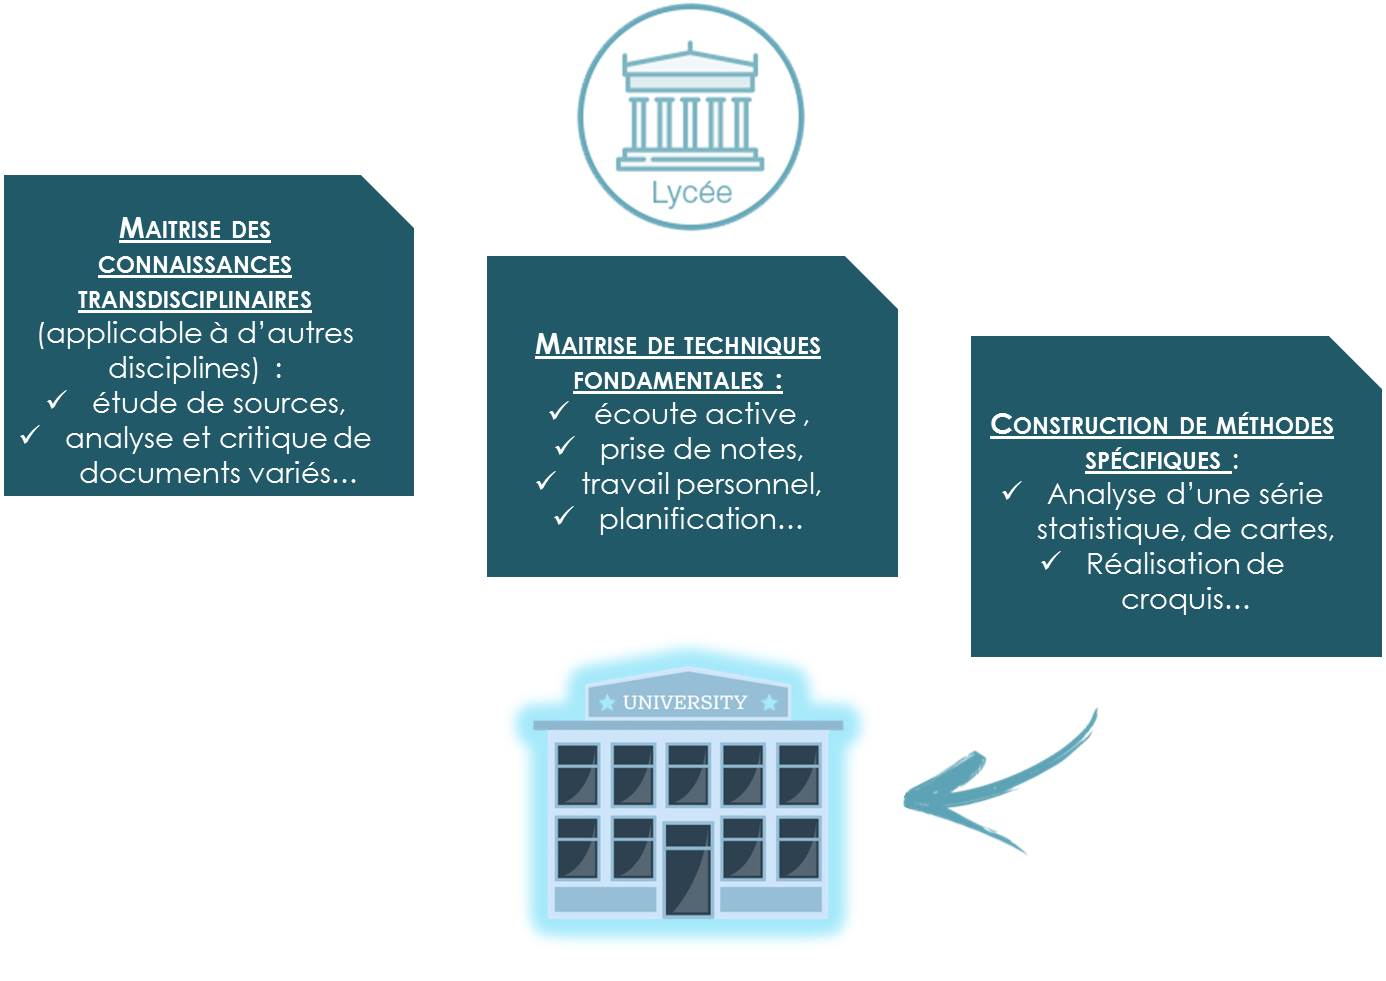 Lycée
MAITRISE DES
CONNAISSANCES
TRANSDISCIPLINAIRES
(applicable à d’autres
disciplines) :
✓ étude de sources,
✓ analyse et critique de
documents variés…
MAITRISE DE TECHNIQUES
FONDAMENTALES :
✓ écoute active ,
✓ prise de notes,
✓ travail personnel,
✓ planification…
CONSTRUCTION DE MÉTHODES
SPÉCIFIQUES :
✓ Analyse d’une série
statistique, de cartes,
✓ Réalisation de
croquis…
UNIVERSITY